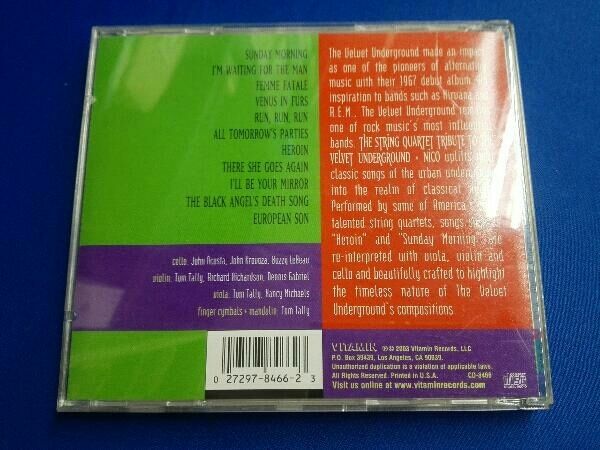 SUNDAY MORNING
I'M WAITING FOR THE MAN
FEMME FATALE
VENUS IN FURS
RUN, RUN, RUN
ALL TOMORROW'S PARTIES
HEROIN
THERE SHE GOES AGAIN
I'LL BE YOUR MIRROR
THE BLACK ANGEL'S DEATH SONG
EUROPEAN SON
cello: John Acosta, John Krovoza, Buzzy LeBeau
violin: Tom Tally, Richard Richardson, Dennis Gabriel
viola: Tom Tally, Nancy Michaels
finger cymbals + mandolin: Tom Tally
0 27297-8466-2 3
The Velvet Underground made an impact
as one of the pioneers of alternative
music with their 1967 debut album. An
inspiration to bands such as Nirvana and
R.E.M., The Velvet Underground remains
one of rock music's most influential
bands. THE STRING QUARTET TRIBUTE TO THE
VELVET UNDERGROUND + NICO uplifts
classic songs of the urban underground
into the realm of classical
Performed by some of America's most
talented string quartets, songs such as
"Heroin" and "Sunday Morning" are
re-interpreted with viola, violin and
cello and beautifully crafted to highlight
the timeless nature of The Velvet
Underground's compositions.
VITAMIN ℗© 2003 Vitamin Records, LLC
P.O. Box 39439, Los Angeles, CA 90039.
Unauthorized duplication is a violation of applicable laws.
All Rights Reserved. Printed in U.S.A. CD-8466
Visit us online at www.vitaminrecords.com